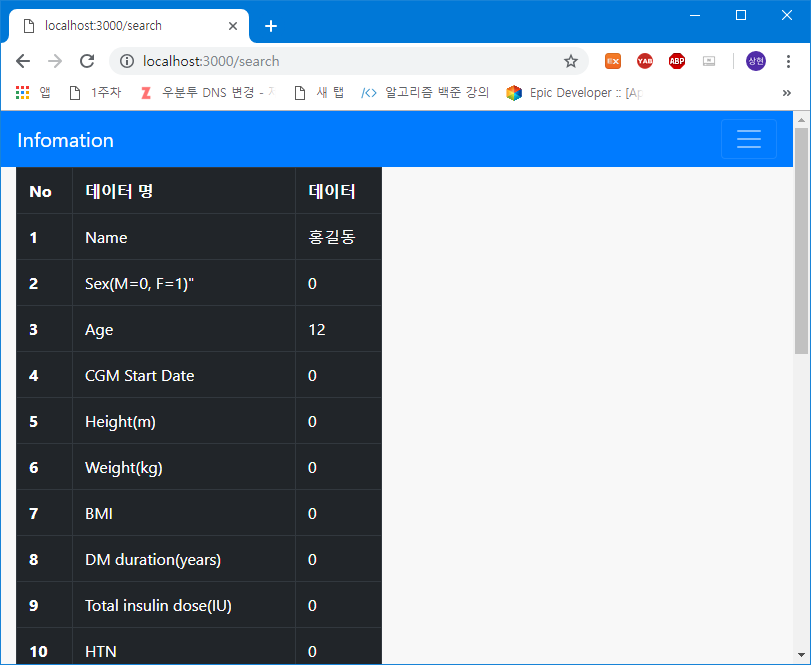 localhost:3000/search
localhost:3000/search
EX YAB ABP 상현
앱 1주차 Z 우분투 DNS 변경 - 새 탭 </> 알고리즘 백준 강의 Epic Developer :: [Ap »
Infomation
No 데이터 명 데이터
1 Name 홍길동
2 Sex(M=0, F=1)" 0
3 Age 12
4 CGM Start Date 0
5 Height(m) 0
6 Weight(kg) 0
7 BMI 0
8 DM duration(years) 0
9 Total insulin dose(IU) 0
10 HTN 0